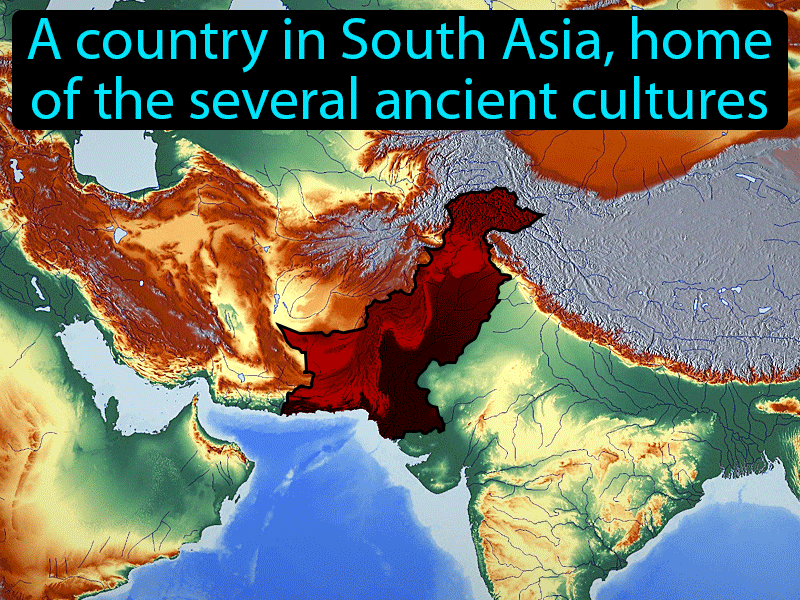 A country in South Asia, home
of the several ancient cultures